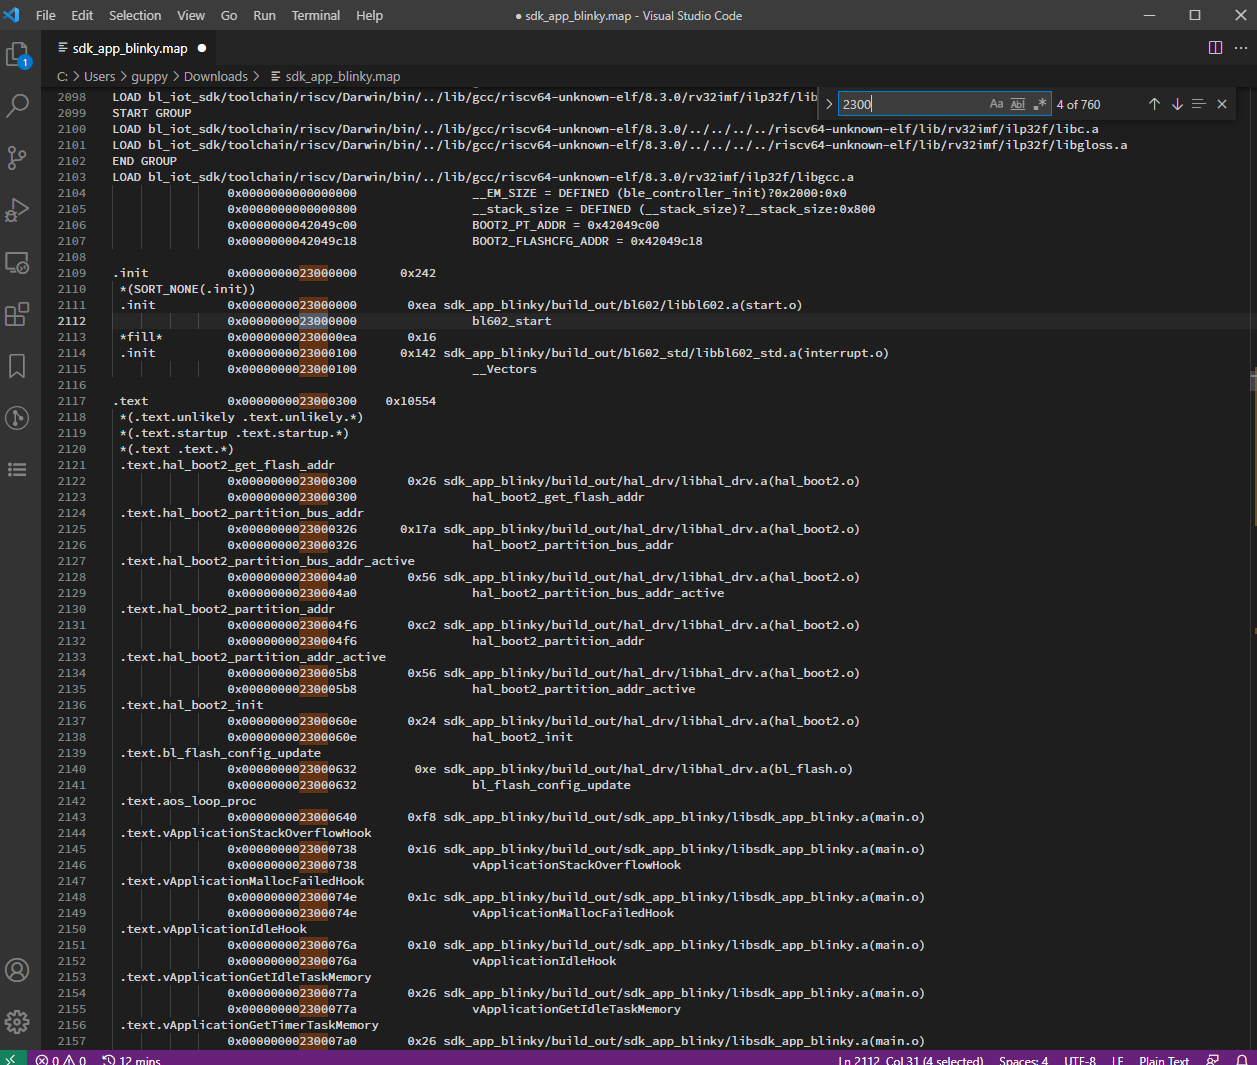 File Edit Selection View Go Run Terminal Help ● sdk_app_blinky.map - Visual Studio Code
sdk_app_blinky.map ●
C: > Users > guppy > Downloads > sdk_app_blinky.map
2300 Aa Abl .* 4 of 760
2098 LOAD bl_iot_sdk/toolchain/riscv/Darwin/bin/../lib/gcc/riscv64-unknown-elf/8.3.0/rv32imf/ilp32f/lib
2099 START GROUP
2100 LOAD bl_iot_sdk/toolchain/riscv/Darwin/bin/../lib/gcc/riscv64-unknown-elf/8.3.0/../../../../riscv64-unknown-elf/lib/rv32imf/ilp32f/libc.a
2101 LOAD bl_iot_sdk/toolchain/riscv/Darwin/bin/../lib/gcc/riscv64-unknown-elf/8.3.0/../../../../riscv64-unknown-elf/lib/rv32imf/ilp32f/libgloss.a
2102 END GROUP
2103 LOAD bl_iot_sdk/toolchain/riscv/Darwin/bin/../lib/gcc/riscv64-unknown-elf/8.3.0/rv32imf/ilp32f/libgcc.a
2104 0x0000000000000000 __EM_SIZE = DEFINED (ble_controller_init)?0x2000:0x0
2105 0x0000000000000800 __stack_size = DEFINED (__stack_size)?__stack_size:0x800
2106 0x0000000042049c00 BOOT2_PT_ADDR = 0x42049c00
2107 0x0000000042049c18 BOOT2_FLASHCFG_ADDR = 0x42049c18
2108
2109 .init 0x0000000023000000 0x242
2110 *(SORT_NONE(.init))
2111 .init 0x0000000023000000 0xea sdk_app_blinky/build_out/bl602/libbl602.a(start.o)
2112 0x0000000023000000 bl602_start
2113 *fill* 0x00000000230000ea 0x16
2114 .init 0x0000000023000100 0x142 sdk_app_blinky/build_out/bl602_std/libbl602_std.a(interrupt.o)
2115 0x0000000023000100 __Vectors
2116
2117 .text 0x0000000023000300 0x10554
2118 *(.text.unlikely .text.unlikely.*)
2119 *(.text.startup .text.startup.*)
2120 *(.text .text.*)
2121 .text.hal_boot2_get_flash_addr
2122 0x0000000023000300 0x26 sdk_app_blinky/build_out/hal_drv/libhal_drv.a(hal_boot2.o)
2123 0x0000000023000300 hal_boot2_get_flash_addr
2124 .text.hal_boot2_partition_bus_addr
2125 0x0000000023000326 0x17a sdk_app_blinky/build_out/hal_drv/libhal_drv.a(hal_boot2.o)
2126 0x0000000023000326 hal_boot2_partition_bus_addr
2127 .text.hal_boot2_partition_bus_addr_active
2128 0x00000000230004a0 0x56 sdk_app_blinky/build_out/hal_drv/libhal_drv.a(hal_boot2.o)
2129 0x00000000230004a0 hal_boot2_partition_bus_addr_active
2130 .text.hal_boot2_partition_addr
2131 0x00000000230004f6 0xc2 sdk_app_blinky/build_out/hal_drv/libhal_drv.a(hal_boot2.o)
2132 0x00000000230004f6 hal_boot2_partition_addr
2133 .text.hal_boot2_partition_addr_active
2134 0x00000000230005b8 0x56 sdk_app_blinky/build_out/hal_drv/libhal_drv.a(hal_boot2.o)
2135 0x00000000230005b8 hal_boot2_partition_addr_active
2136 .text.hal_boot2_init
2137 0x000000002300060e 0x24 sdk_app_blinky/build_out/hal_drv/libhal_drv.a(hal_boot2.o)
2138 0x000000002300060e hal_boot2_init
2139 .text.bl_flash_config_update
2140 0x0000000023000632 0xe sdk_app_blinky/build_out/hal_drv/libhal_drv.a(bl_flash.o)
2141 0x0000000023000632 bl_flash_config_update
2142 .text.aos_loop_proc
2143 0x0000000023000640 0xf8 sdk_app_blinky/build_out/sdk_app_blinky/libsdk_app_blinky.a(main.o)
2144 .text.vApplicationStackOverflowHook
2145 0x0000000023000738 0x16 sdk_app_blinky/build_out/sdk_app_blinky/libsdk_app_blinky.a(main.o)
2146 0x0000000023000738 vApplicationStackOverflowHook
2147 .text.vApplicationMallocFailedHook
2148 0x000000002300074e 0x1c sdk_app_blinky/build_out/sdk_app_blinky/libsdk_app_blinky.a(main.o)
2149 0x000000002300074e vApplicationMallocFailedHook
2150 .text.vApplicationIdleHook
2151 0x000000002300076a 0x10 sdk_app_blinky/build_out/sdk_app_blinky/libsdk_app_blinky.a(main.o)
2152 0x000000002300076a vApplicationIdleHook
2153 .text.vApplicationGetIdleTaskMemory
2154 0x000000002300077a 0x26 sdk_app_blinky/build_out/sdk_app_blinky/libsdk_app_blinky.a(main.o)
2155 0x000000002300077a vApplicationGetIdleTaskMemory
2156 .text.vApplicationGetTimerTaskMemory
2157 0x00000000230007a0 0x26 sdk_app_blinky/build_out/sdk_app_blinky/libsdk_app_blinky.a(main.o)
1
0 0 12 mins Ln 2112, Col 31 (4 selected) Spaces: 4 UTF-8 LF Plain Text